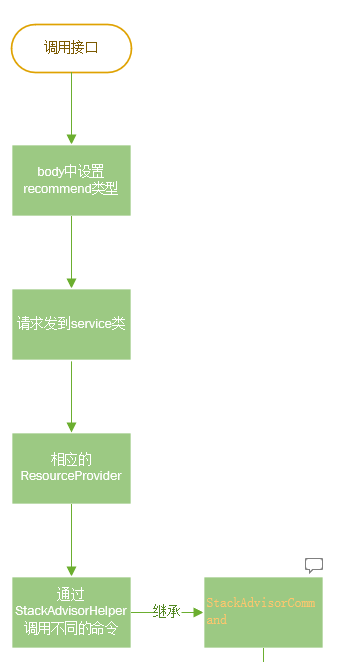 调用接口
body中设置
recommend类型
请求发到service类
相应的
ResourceProvider
通过
StackAdvisorHelper
调用不同的命令
继承
StackAdvisorComm
and